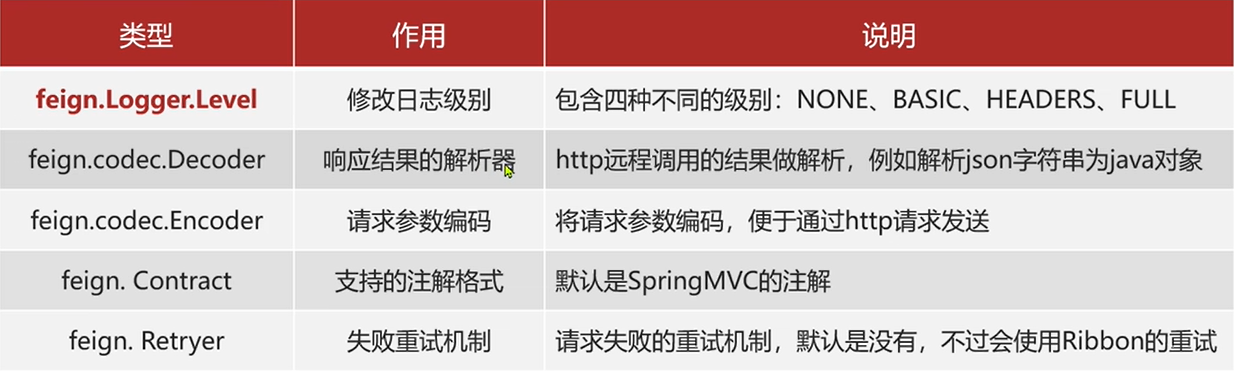 类型 作用 说明
feign.Logger.Level 修改日志级别 包含四种不同的级别：NONE、BASIC、HEADERS、FULL
feign.codec.Decoder 响应结果的解析器 http远程调用的结果做解析，例如解析json字符串为java对象
feign.codec.Encoder 请求参数编码 将请求参数编码，便于通过http请求发送
feign. Contract 支持的注解格式 默认是SpringMVC的注解
feign. Retryer 失败重试机制 请求失败的重试机制，默认是没有，不过会使用Ribbon的重试